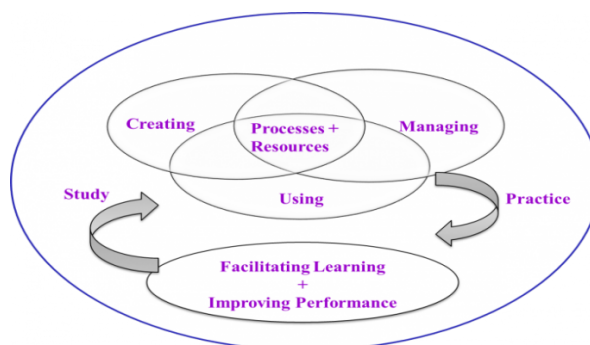 Creating
Processes +
Resources
Managing
Using
Study
Practice
Facilitating Learning
+
Improving Performance